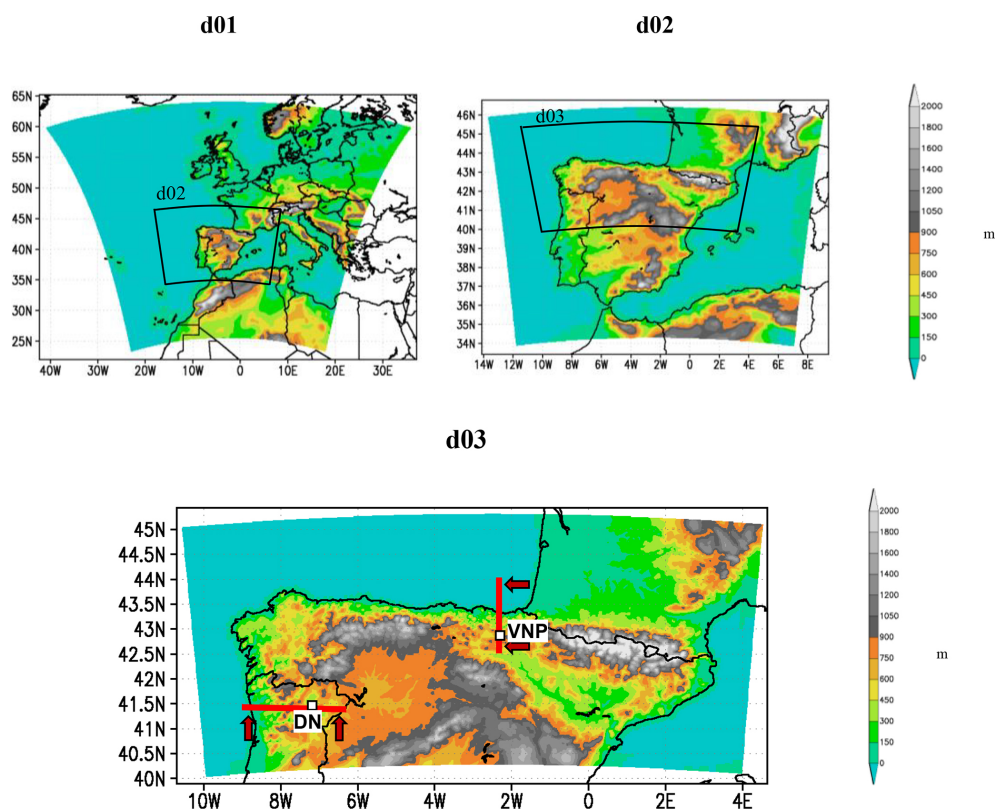 d01
d02
65N
60N
55N
50N
45N
40N
35N
30N
25N
d02
40W
30W
20W
10W
0
10E
20E
30E
46N
45N
44N
43N
42N
41N
40N
39N
38N
37N
36N
35N
34N
d03
14W
12W
10W
8W
6W
4W
2W
0
2E
4E
6E
8E
2000
1800
1600
1400
1200
1050
900
750
600
450
300
150
0
m
d03
45N
44.5N
44N
43.5N
43N
42.5N
42N
41.5N
41N
40.5N
40N
VNP
DN
10W
8W
6W
4W
2W
0
2E
4E
2000
1800
1600
1400
1200
1050
900
750
600
450
300
150
0
m